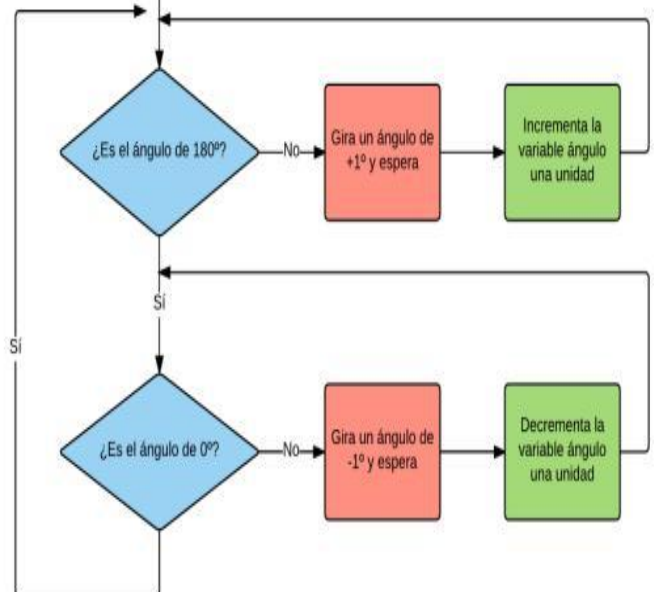 ¿Es el ángulo de 180º?
No
Gira un ángulo de
+1º y espera
Incrementa la
variable ángulo
una unidad
Sí
Sí
¿Es el ángulo de 0º?
No
Gira un ángulo de
-1º y espera
Decrementa la
variable ángulo
una unidad